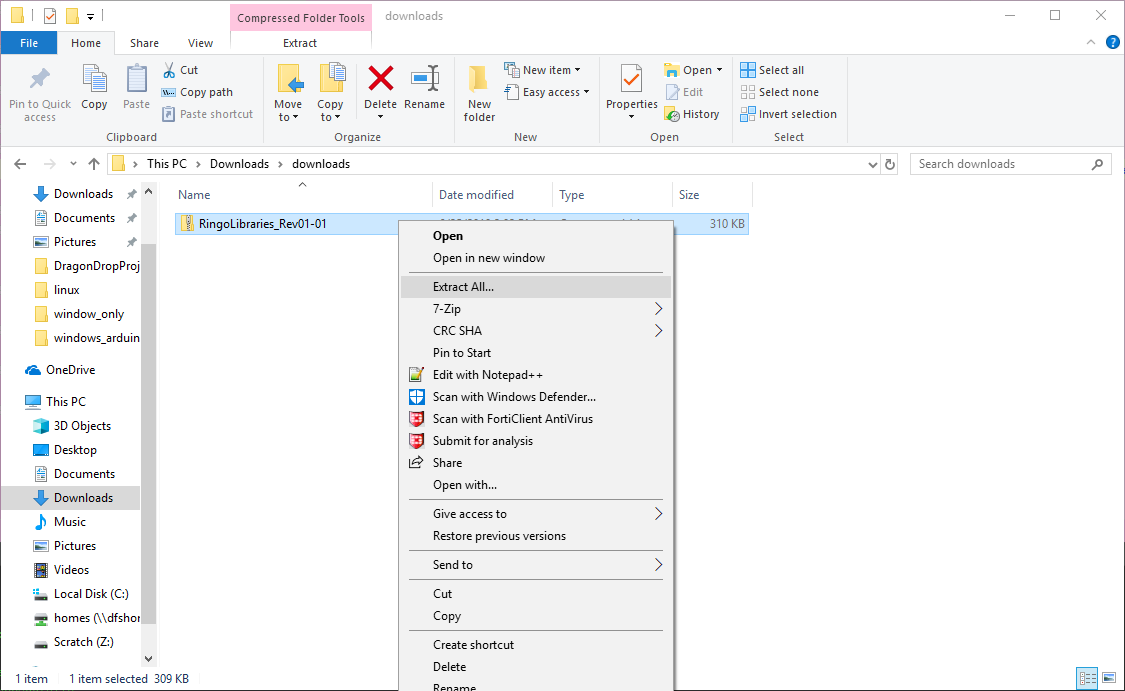 Compressed Folder Tools
downloads
File
Home
Share
View
Extract
Pin to Quick access
Copy
Paste
Cut
Copy path
Paste shortcut
Clipboard
Move to
Copy to
Delete
Rename
Organize
New folder
New item
Easy access
New
Properties
Open
Edit
History
Open
Select all
Select none
Invert selection
Select
This PC > Downloads > downloads
Search downloads
Name
Date modified
Type
Size
RingoLibraries_Rev01-01
310 KB
Downloads
Documents
Pictures
DragonDropProj
linux
window_only
windows_arduin
OneDrive
This PC
3D Objects
Desktop
Documents
Downloads
Music
Pictures
Videos
Local Disk (C:)
homes (\\dfshor
Scratch (Z:)
Open
Open in new window
Extract All...
7-Zip
CRC SHA
Pin to Start
Edit with Notepad++
Scan with Windows Defender...
Scan with FortiClient AntiVirus
Submit for analysis
Share
Open with...
Give access to
Restore previous versions
Send to
Cut
Copy
Create shortcut
Delete
Rename
1 item
1 item selected 309 KB